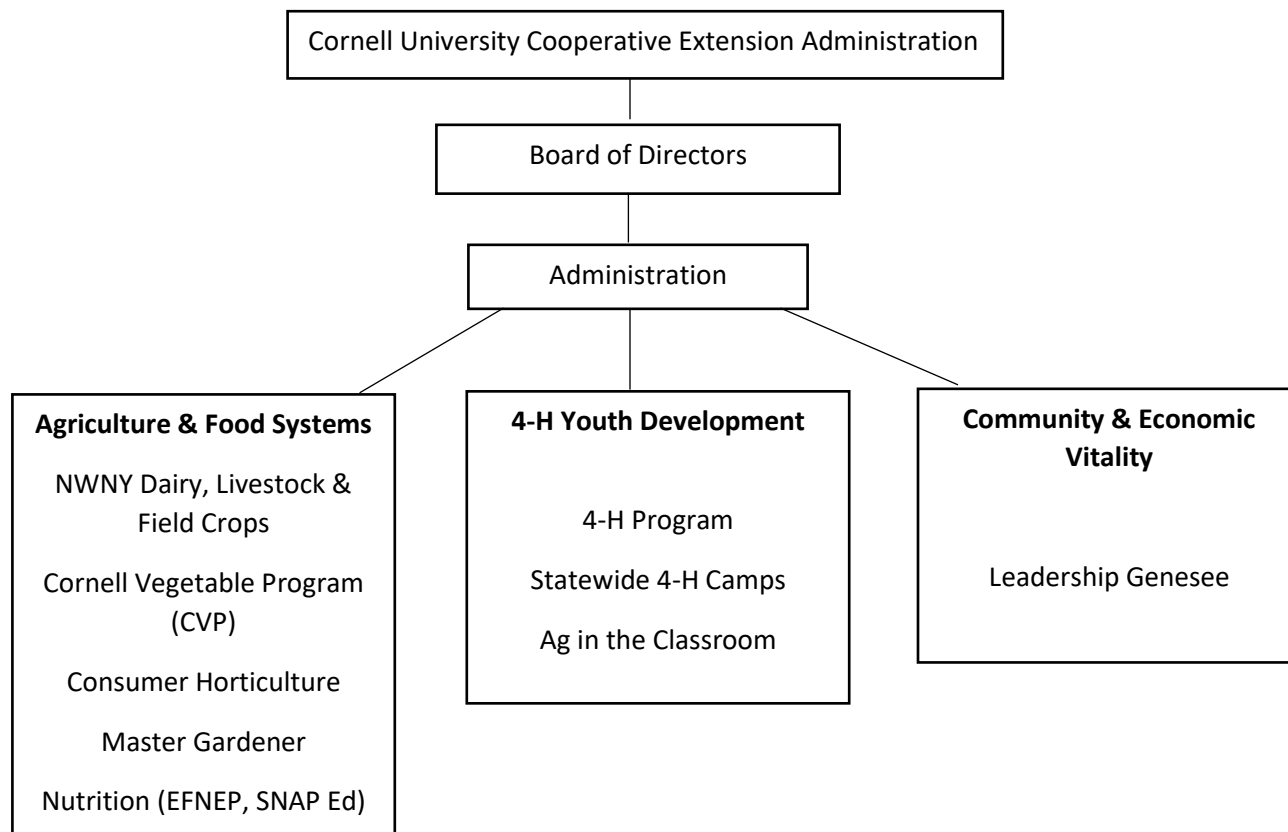 Cornell University Cooperative Extension Administration
Board of Directors
Administration
Agriculture & Food Systems
NWNY Dairy, Livestock &
Field Crops
Cornell Vegetable Program
(CVP)
Consumer Horticulture
Master Gardener
Nutrition (EFNEP, SNAP Ed)
4-H Youth Development
4-H Program
Statewide 4-H Camps
Ag in the Classroom
Community & Economic
Vitality
Leadership Genesee